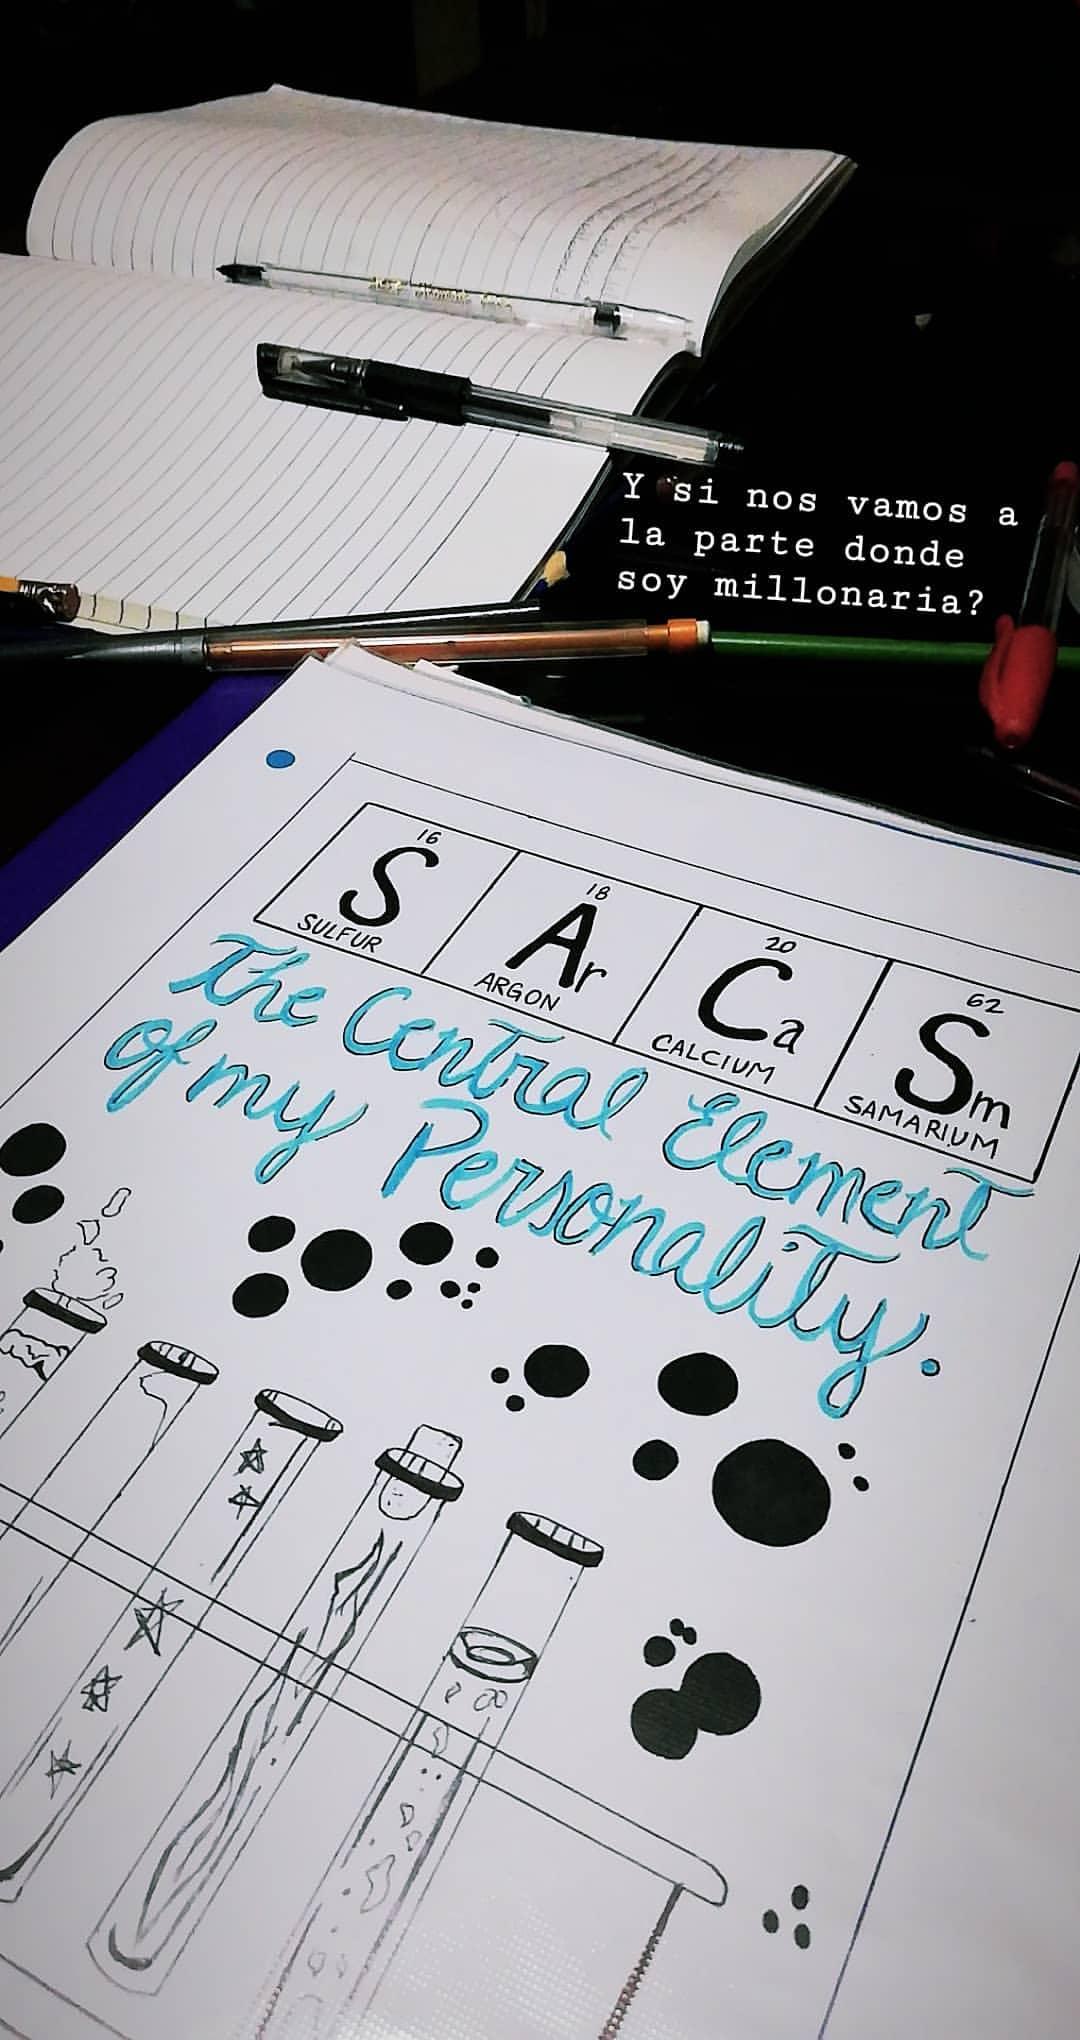 Y si nos vamos a
la parte donde
soy millonaria?
16
S
SULFUR
18
Ar
ARGON
20
Ca
CALCIUM
62
Sm
SAMARIUM
The Central Element
of my Personality.